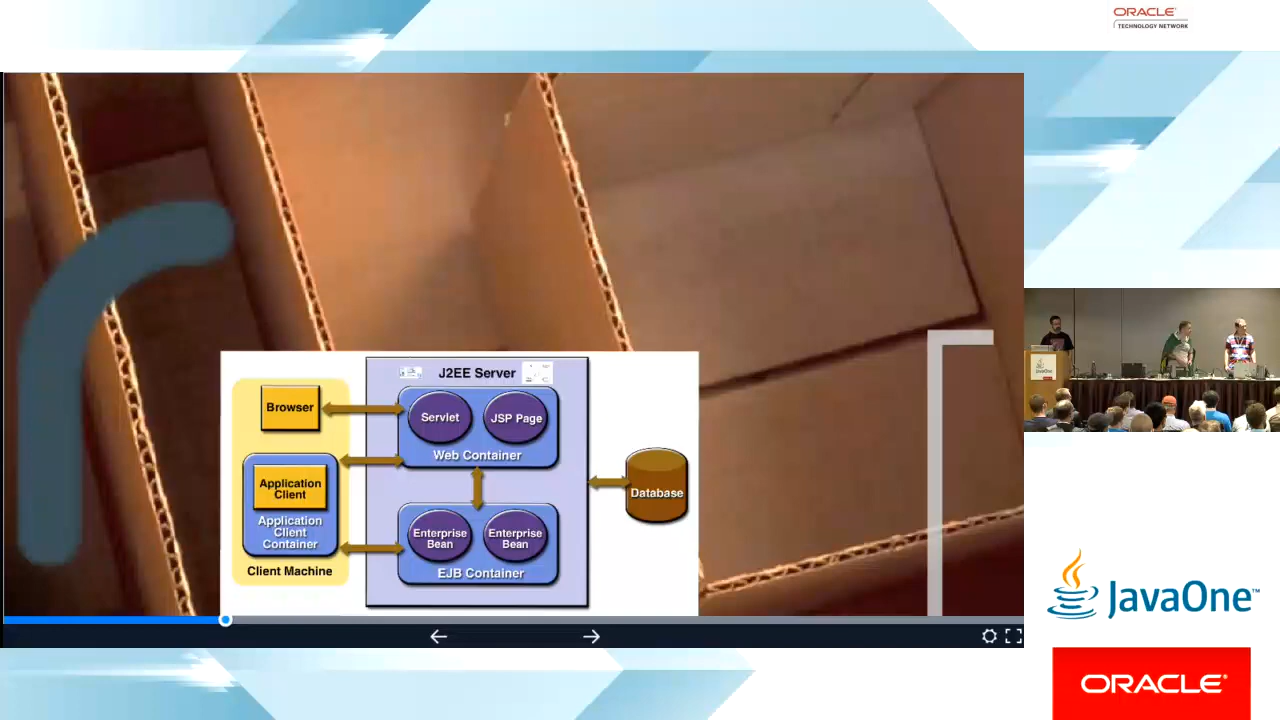 ORACLE
TECHNOLOGY NETWORK
J2EE Server
Browser
Servlet
JSP Page
Web Container
Application
Client
Application
Client
Container
Client Machine
Database
Enterprise
Bean
Enterprise
Bean
EJB Container
JavaOne™
ORACLE